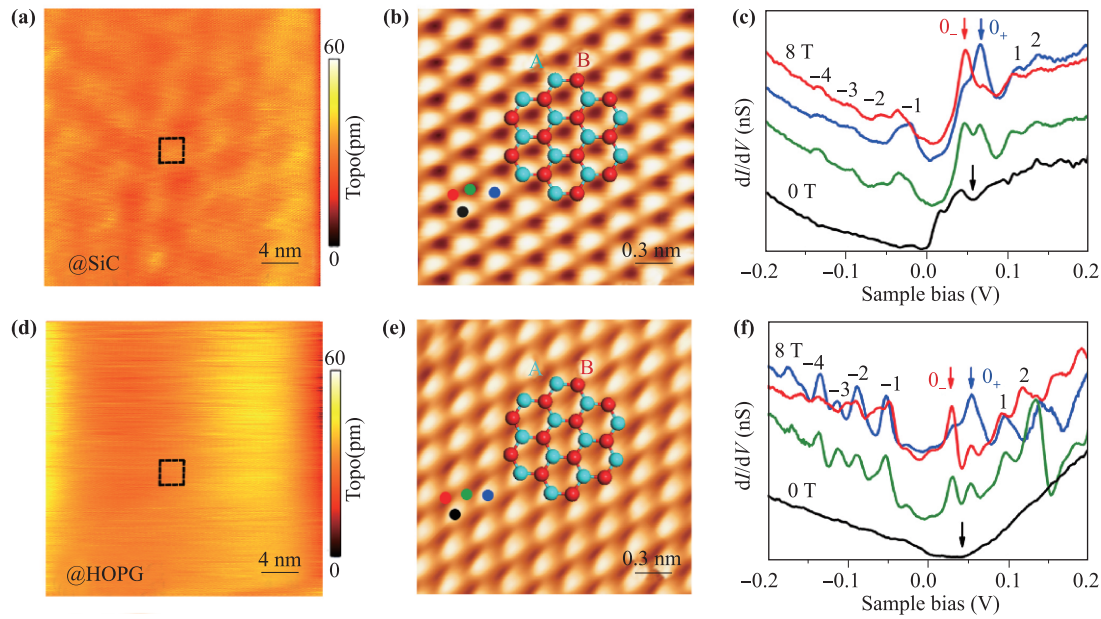 (a)
60
Topo(pm)
0
@SiC
4 nm
(b)
A
B
0.3 nm
(c)
0₋
0₊
8 T
−4
−3
−2
−1
1
2
0 T
dI/dV (nS)
−0.2
−0.1
0.0
0.1
0.2
Sample bias (V)
(d)
60
Topo(pm)
0
@HOPG
4 nm
(e)
A
B
0.3 nm
(f)
8 T
−4
−3
−2
−1
0₋
0₊
1
2
0 T
dI/dV (nS)
−0.2
−0.1
0.0
0.1
0.2
Sample bias (V)